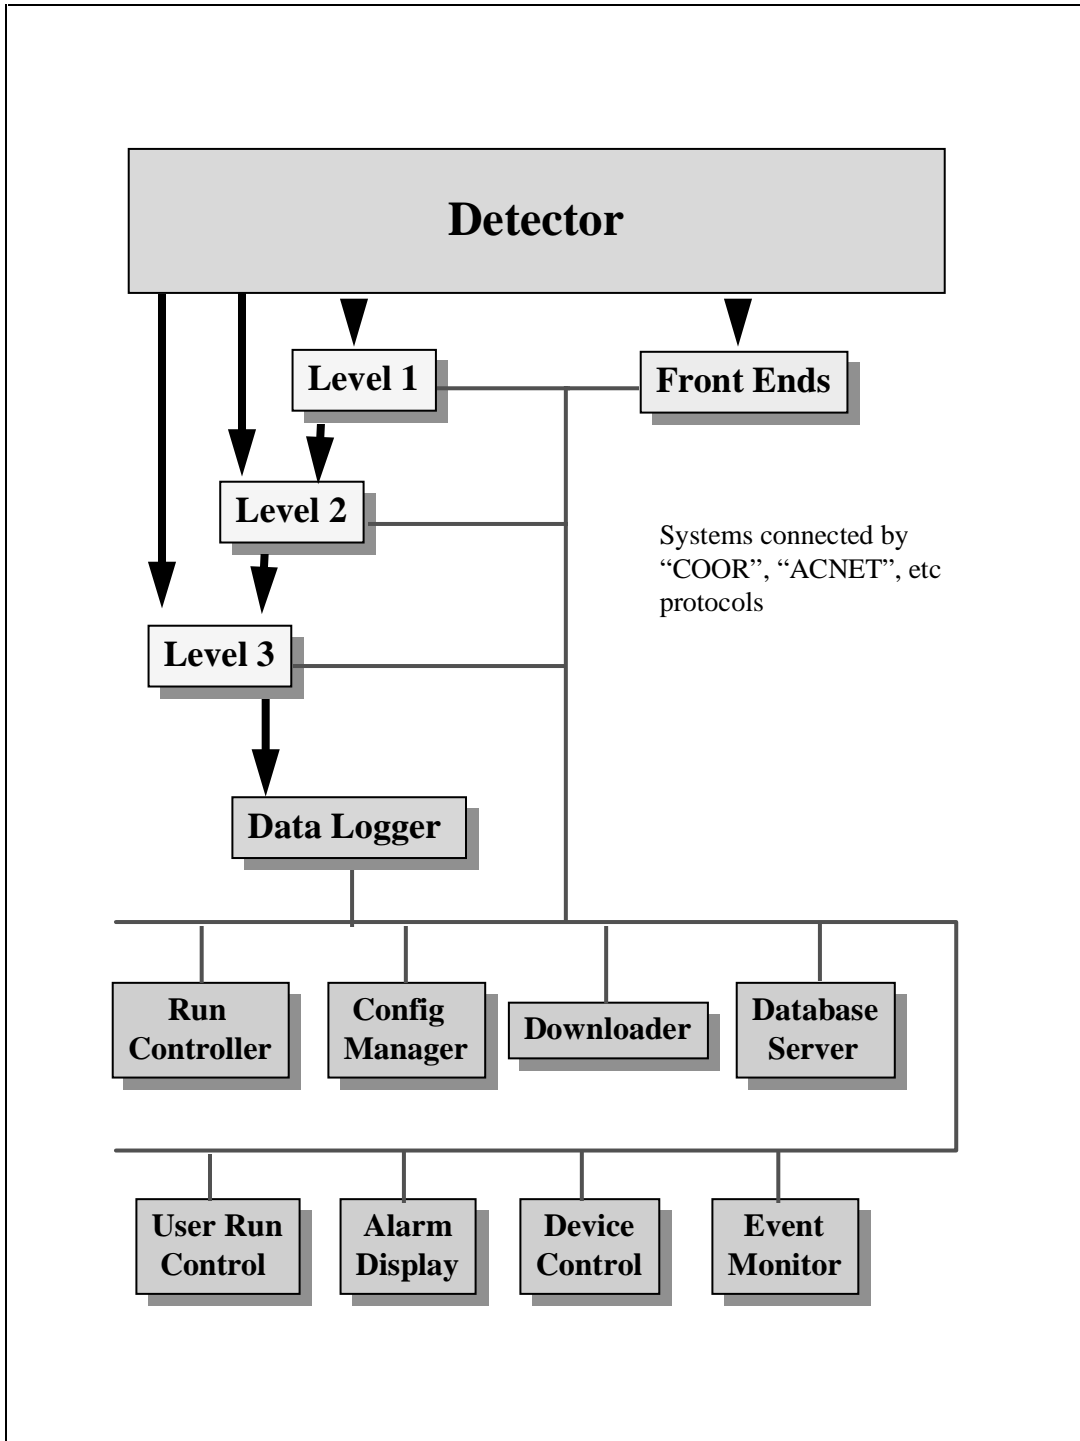 Detector
Level 1
Front Ends
Level 2
Systems connected by
“COOR”, “ACNET”, etc
protocols
Level 3
Data Logger
Run
Controller
Config
Manager
Downloader
Database
Server
User Run
Control
Alarm
Display
Device
Control
Event
Monitor